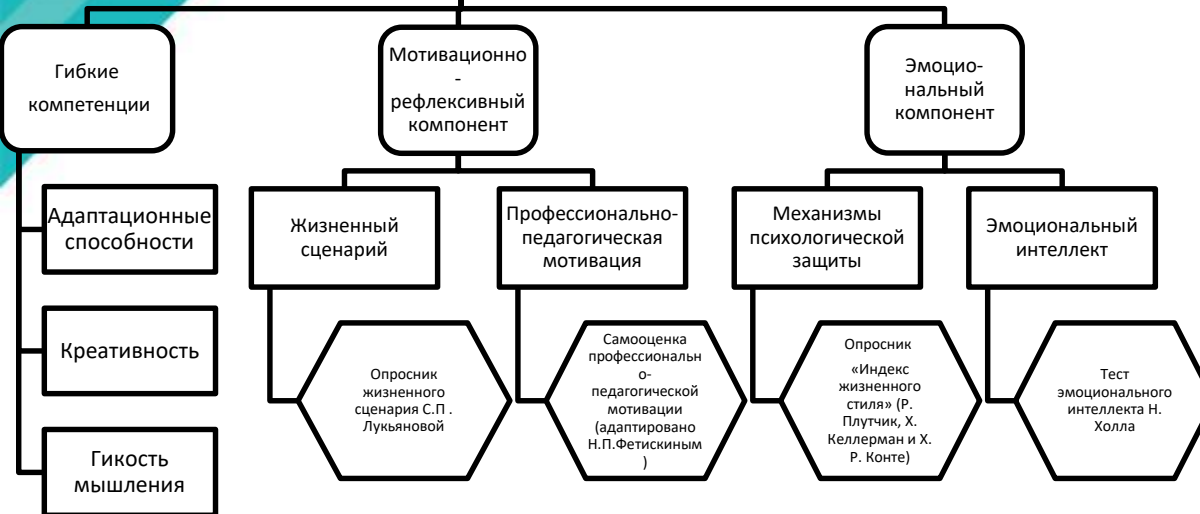 Гибкие
компетенции
Мотивационно
-
рефлексивный
компонент
Эмоцио-
нальный
компонент
Адаптационные
способности
Креативность
Гикость
мышления
Жизненный
сценарий
Профессионально-
педагогическая
мотивация
Механизмы
психологической
защиты
Эмоциональный
интеллект
Опросник
жизненного
сценария С.П .
Лукьяновой
Самооценка
профессиональн
о-
педагогической
мотивации
(адаптировано
Н.П.Фетискиным
)
Опросник
«Индекс
жизненного
стиля» (Р.
Плутчик, Х.
Келлерман и Х.
Р. Конте)
Тест
эмоционального
интеллекта Н.
Холла